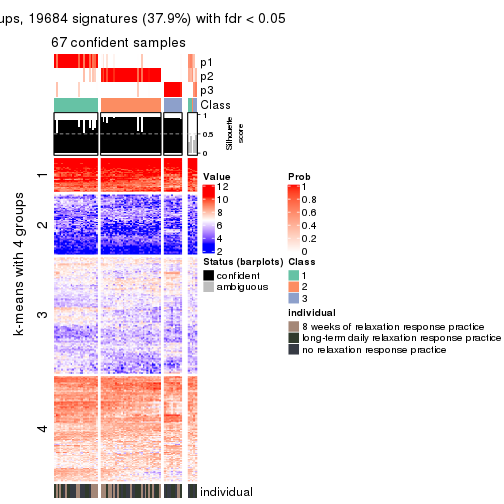 ups, 19684 signatures (37.9%) with fdr < 0.05
67 confident samples
p1
p2
p3
Class
1
0.5
0
Silhouette
score
k-means with 4 groups
1
2
3
4
individual
Value
12
10
8
6
4
2
Prob
1
0.8
0.6
0.4
0.2
0
Status (barplots)
confident
ambiguous
Class
1
2
3
individual
8 weeks of relaxation response practice
long-term daily relaxation response practice
no relaxation response practice